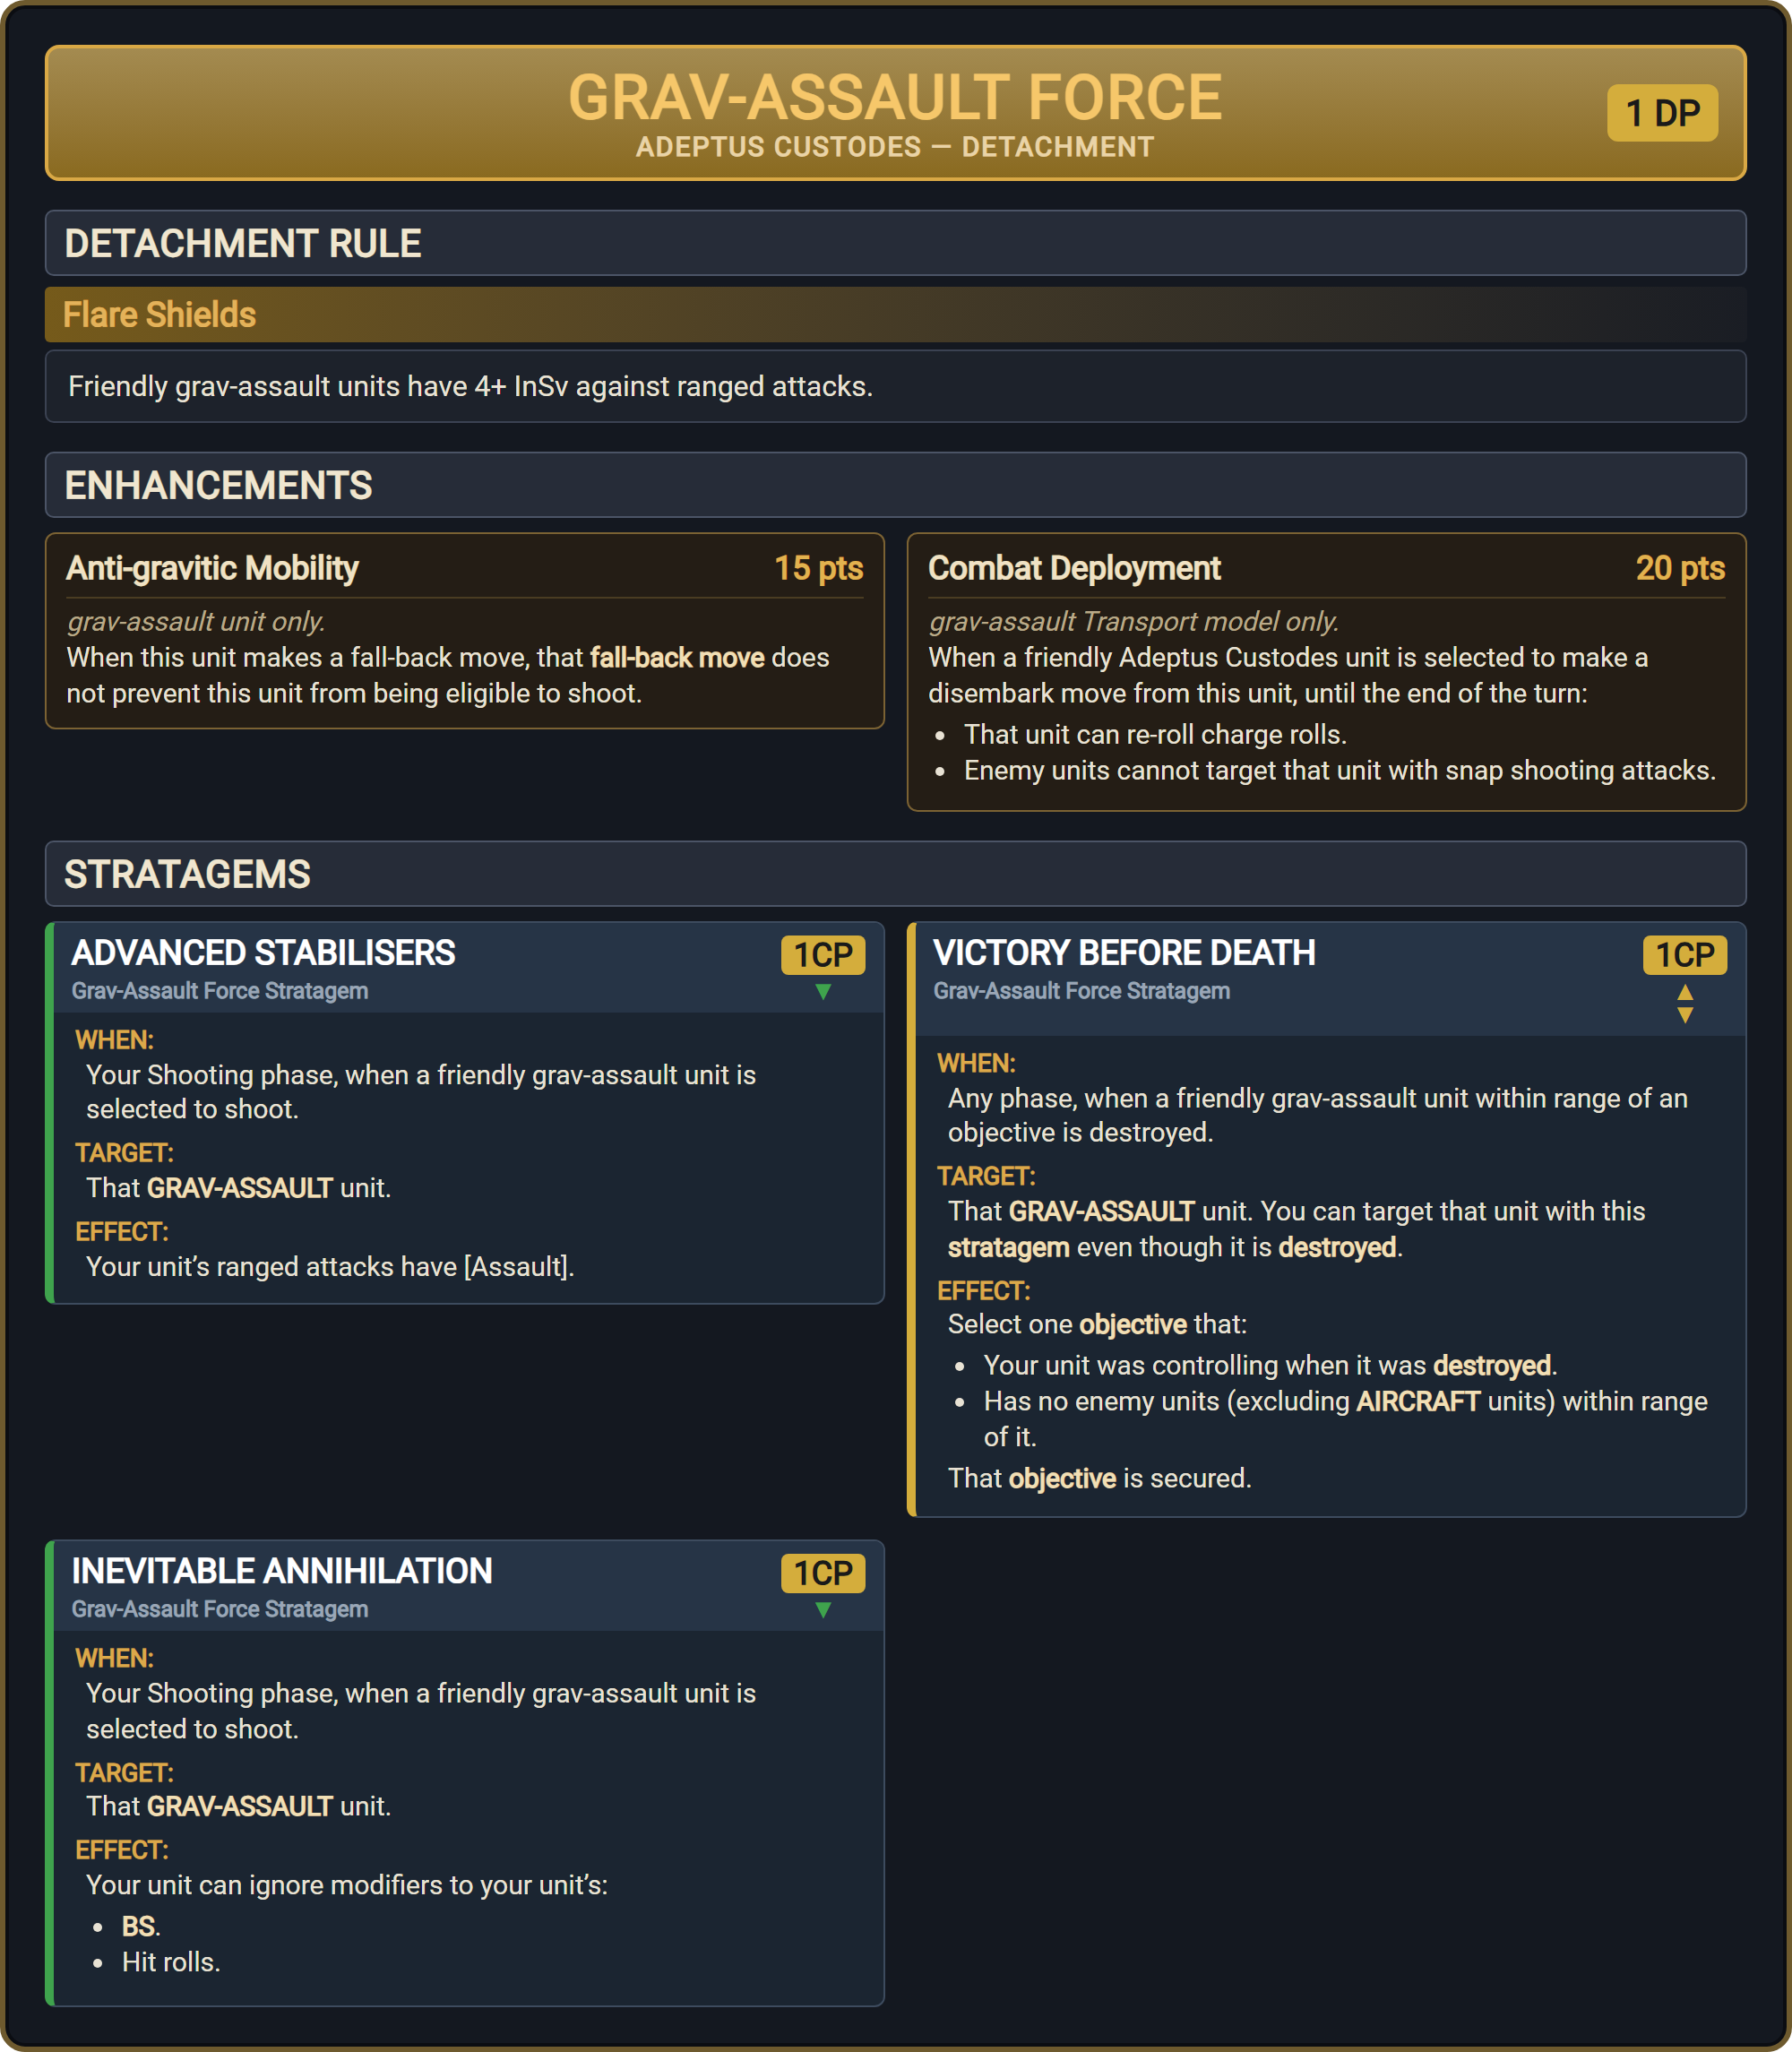 GRAV-ASSAULT FORCE
ADEPTUS CUSTODES — DETACHMENT
1 DP
DETACHMENT RULE
Flare Shields
Friendly grav-assault units have 4+ InSv against ranged attacks.
ENHANCEMENTS
Anti-gravitic Mobility
15 pts
grav-assault unit only.
When this unit makes a fall-back move, that fall-back move does
not prevent this unit from being eligible to shoot.
Combat Deployment
20 pts
grav-assault Transport model only.
When a friendly Adeptus Custodes unit is selected to make a
disembark move from this unit, until the end of the turn:
• That unit can re-roll charge rolls.
• Enemy units cannot target that unit with snap shooting attacks.
STRATAGEMS
ADVANCED STABILISERS
1CP
Grav-Assault Force Stratagem
▼
WHEN:
Your Shooting phase, when a friendly grav-assault unit is
selected to shoot.
TARGET:
That GRAV-ASSAULT unit.
EFFECT:
Your unit’s ranged attacks have [Assault].
VICTORY BEFORE DEATH
1CP
Grav-Assault Force Stratagem
▲
▼
WHEN:
Any phase, when a friendly grav-assault unit within range of an
objective is destroyed.
TARGET:
That GRAV-ASSAULT unit. You can target that unit with this
stratagem even though it is destroyed.
EFFECT:
Select one objective that:
• Your unit was controlling when it was destroyed.
• Has no enemy units (excluding AIRCRAFT units) within range
of it.
That objective is secured.
INEVITABLE ANNIHILATION
1CP
Grav-Assault Force Stratagem
▼
WHEN:
Your Shooting phase, when a friendly grav-assault unit is
selected to shoot.
TARGET:
That GRAV-ASSAULT unit.
EFFECT:
Your unit can ignore modifiers to your unit’s:
• BS.
• Hit rolls.